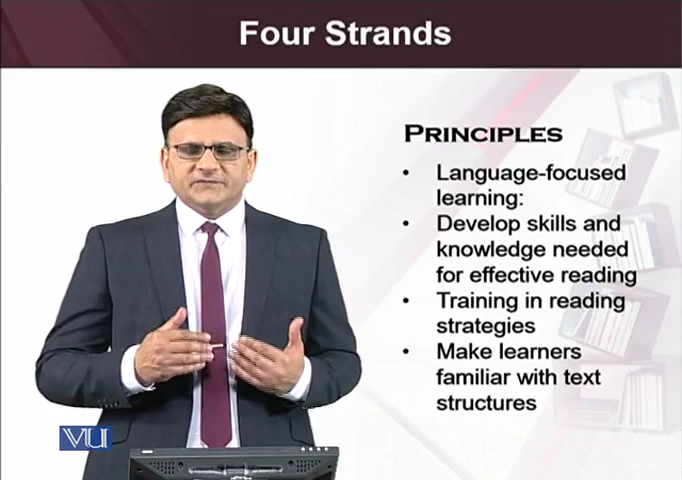 Four Strands
PRINCIPLES
• Language-focused
learning:
• Develop skills and
knowledge needed
for effective reading
• Training in reading
strategies
• Make learners
familiar with text
structures
VU